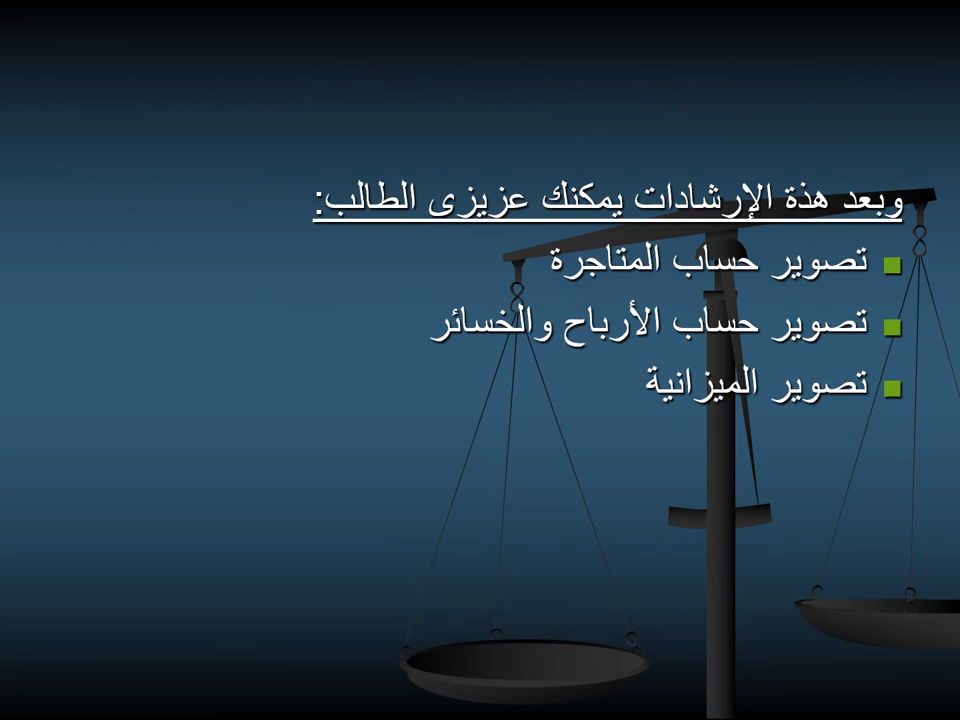 وبعد هذة الإرشادات يمكنك عزيزى الطالب:
تصوير حساب المتاجرة
تصوير حساب الأرباح والخسائر
تصوير الميزانية